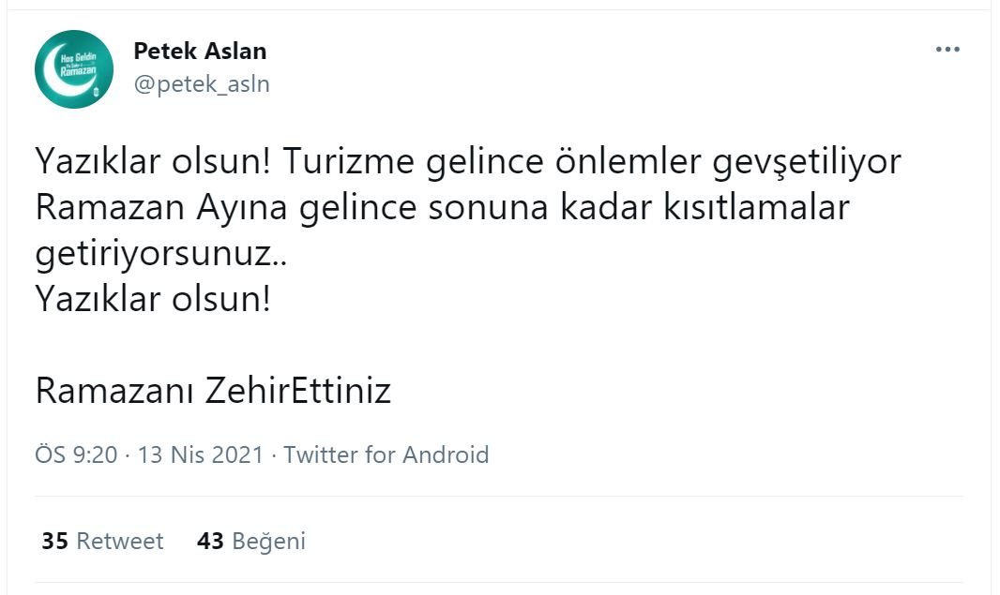 Hoş Geldin
Ramazan
Petek Aslan
@petek_asln
Yazıklar olsun! Turizme gelince önlemler gevşetiliyor
Ramazan Ayına gelince sonuna kadar kısıtlamalar
getiriyorsunuz..
Yazıklar olsun!
Ramazanı ZehirEttiniz
ÖS 9:20 · 13 Nis 2021 · Twitter for Android
35 Retweet 43 Beğeni